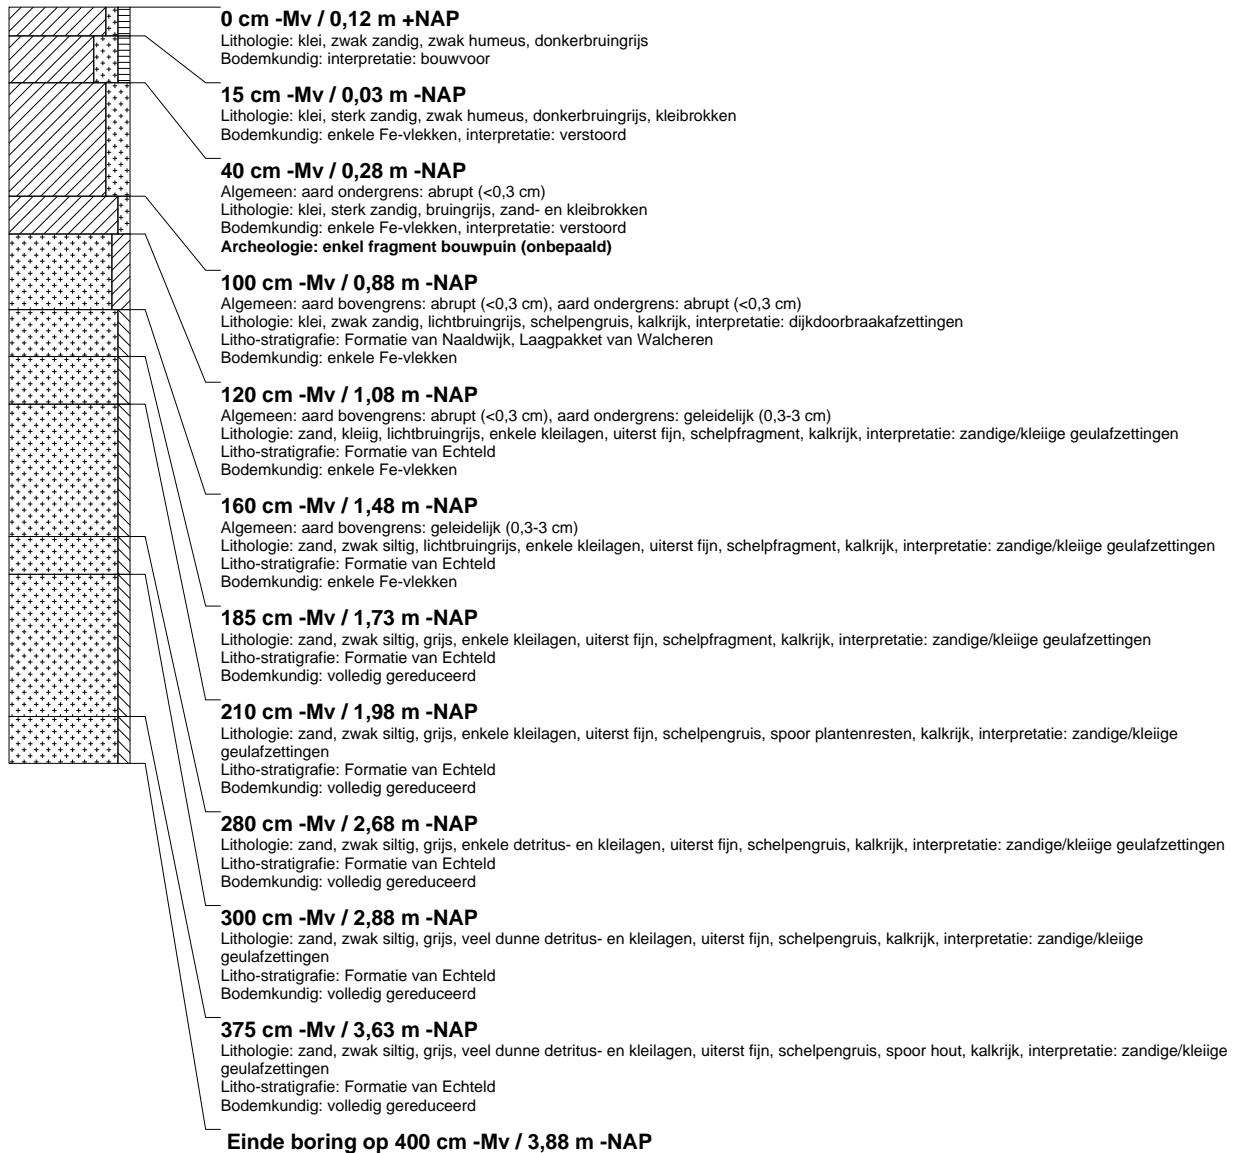 0 cm -Mv / 0,12 m +NAP
Lithologie: klei, zwak zandig, zwak humeus, donkerbruingrijs
Bodemkundig: interpretatie: bouwvoor
15 cm -Mv / 0,03 m -NAP
Lithologie: klei, sterk zandig, zwak humeus, donkerbruingrijs, kleibrokken
Bodemkundig: enkele Fe-vlekken, interpretatie: verstoord
40 cm -Mv / 0,28 m -NAP
Algemeen: aard ondergrens: abrupt (<0,3 cm)
Lithologie: klei, sterk zandig, bruingrijs, zand- en kleibrokken
Bodemkundig: enkele Fe-vlekken, interpretatie: verstoord
Archeologie: enkel fragment bouwpuin (onbepaald)
100 cm -Mv / 0,88 m -NAP
Algemeen: aard bovengrens: abrupt (<0,3 cm), aard ondergrens: abrupt (<0,3 cm)
Lithologie: klei, zwak zandig, lichtbruingrijs, schelpengruis, kalkrijk, interpretatie: dijkdoorbraakafzettingen
Litho-stratigrafie: Formatie van Naaldwijk, Laagpakket van Walcheren
Bodemkundig: enkele Fe-vlekken
120 cm -Mv / 1,08 m -NAP
Algemeen: aard bovengrens: abrupt (<0,3 cm), aard ondergrens: geleidelijk (0,3-3 cm)
Lithologie: zand, kleiig, lichtbruingrijs, enkele kleilagen, uiterst fijn, schelpfragment, kalkrijk, interpretatie: zandige/kleiige geulafzettingen
Litho-stratigrafie: Formatie van Echteld
Bodemkundig: enkele Fe-vlekken
160 cm -Mv / 1,48 m -NAP
Algemeen: aard bovengrens: geleidelijk (0,3-3 cm)
Lithologie: zand, zwak siltig, lichtbruingrijs, enkele kleilagen, uiterst fijn, schelpfragment, kalkrijk, interpretatie: zandige/kleiige geulafzettingen
Litho-stratigrafie: Formatie van Echteld
Bodemkundig: enkele Fe-vlekken
185 cm -Mv / 1,73 m -NAP
Lithologie: zand, zwak siltig, grijs, enkele kleilagen, uiterst fijn, schelpfragment, kalkrijk, interpretatie: zandige/kleiige geulafzettingen
Litho-stratigrafie: Formatie van Echteld
Bodemkundig: volledig gereduceerd
210 cm -Mv / 1,98 m -NAP
Lithologie: zand, zwak siltig, grijs, enkele kleilagen, uiterst fijn, schelpengruis, spoor plantenresten, kalkrijk, interpretatie: zandige/kleiige
geulafzettingen
Litho-stratigrafie: Formatie van Echteld
Bodemkundig: volledig gereduceerd
280 cm -Mv / 2,68 m -NAP
Lithologie: zand, zwak siltig, grijs, enkele detritus- en kleilagen, uiterst fijn, schelpengruis, kalkrijk, interpretatie: zandige/kleiige geulafzettingen
Litho-stratigrafie: Formatie van Echteld
Bodemkundig: volledig gereduceerd
300 cm -Mv / 2,88 m -NAP
Lithologie: zand, zwak siltig, grijs, veel dunne detritus- en kleilagen, uiterst fijn, schelpengruis, kalkrijk, interpretatie: zandige/kleiige
geulafzettingen
Litho-stratigrafie: Formatie van Echteld
Bodemkundig: volledig gereduceerd
375 cm -Mv / 3,63 m -NAP
Lithologie: zand, zwak siltig, grijs, veel dunne detritus- en kleilagen, uiterst fijn, schelpengruis, spoor hout, kalkrijk, interpretatie: zandige/kleiige
geulafzettingen
Litho-stratigrafie: Formatie van Echteld
Bodemkundig: volledig gereduceerd
Einde boring op 400 cm -Mv / 3,88 m -NAP